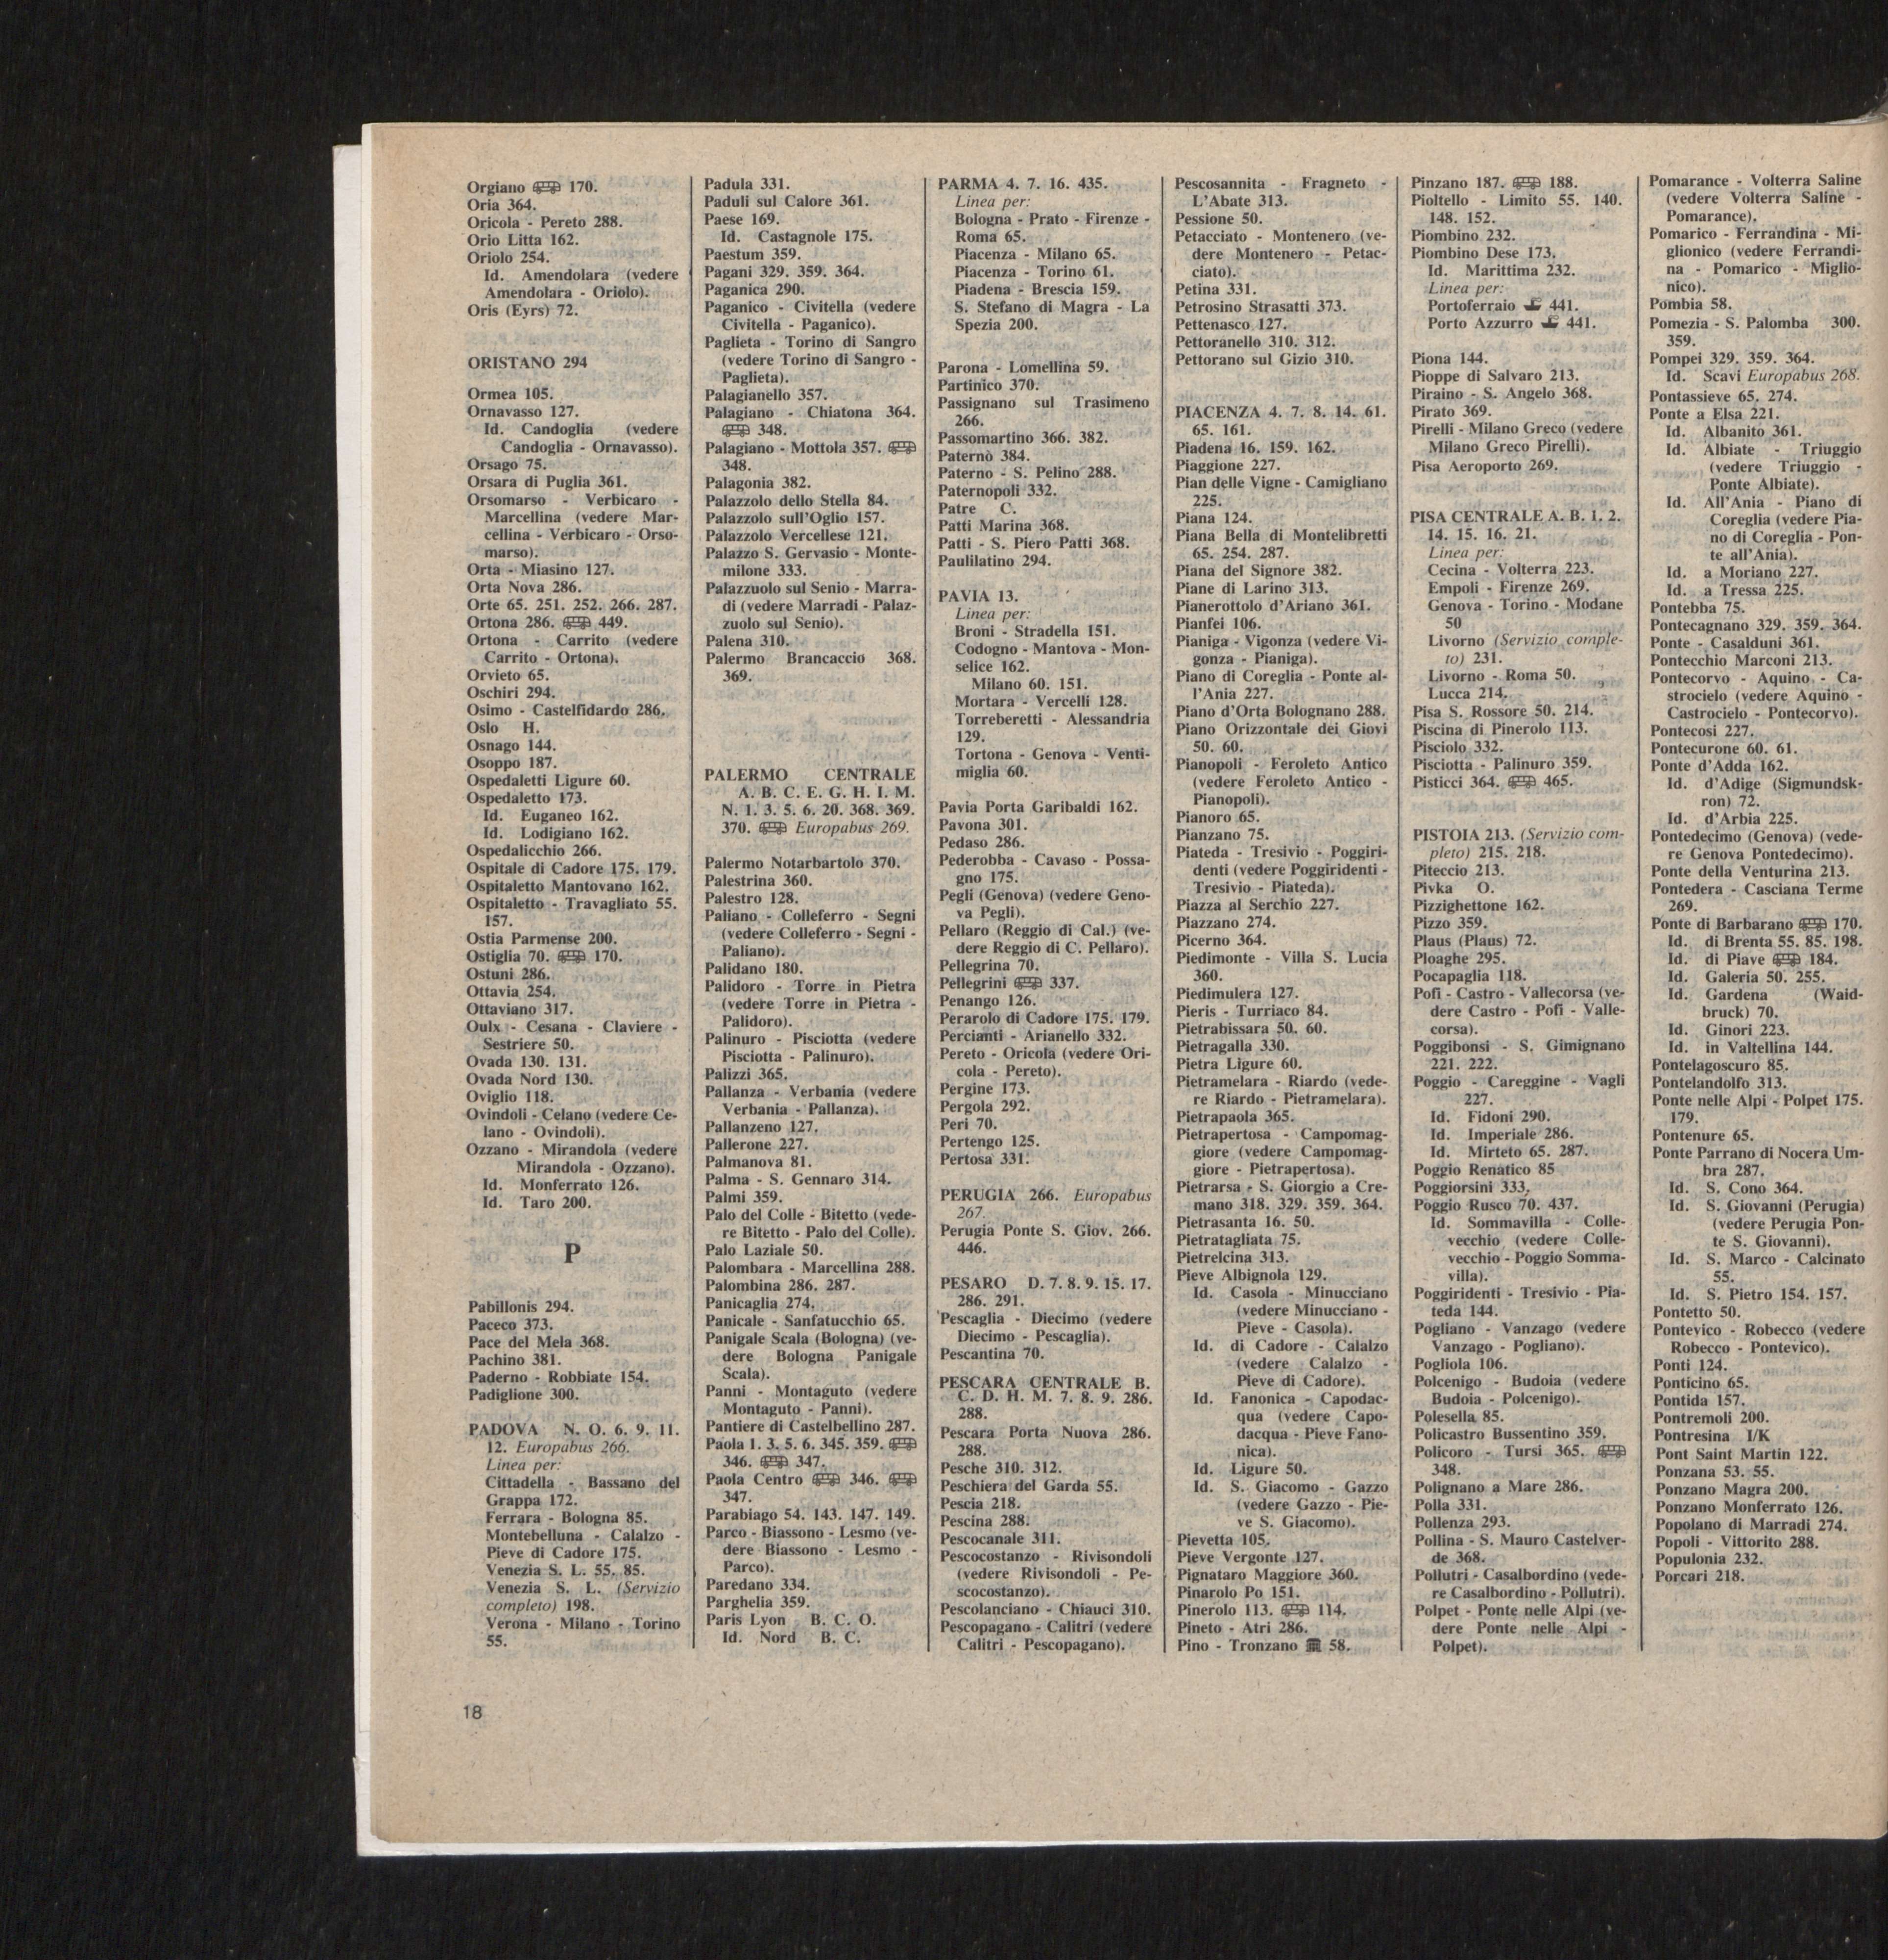 Orgiano 170.
Oria 364.
Oricola - Pereto 288.
Orio Litta 162.
Oriolo 254.
Id. Amendolara (vedere
Amendolara - Oriolo).
Oris (Eyrs) 72.
ORISTANO 294
Ormea 105.
Ornavasso 127.
Id. Candoglia (vedere
Candoglia - Ornavasso).
Orsago 75.
Orsara di Puglia 361.
Orsomarso - Verbicaro -
Marcellina (vedere Mar-
cellina - Verbicaro - Orso-
marso).
Orta - Miasino 127.
Orta Nova 286.
Orte 65. 251. 252. 266. 287.
Ortona 286. 449.
Ortona - Carrito (vedere
Carrito - Ortona).
Orvieto 65.
Oschiri 294.
Osimo - Castelfidardo 286.
Oslo H.
Osnago 144.
Osoppo 187.
Ospedaletti Ligure 60.
Ospedaletto 173.
Id. Euganeo 162.
Id. Lodigiano 162.
Ospedalicchio 266.
Ospitale di Cadore 175. 179.
Ospitaletto Mantovano 162.
Ospitaletto - Travagliato 55.
157.
Ostia Parmense 200.
Ostiglia 70. 170.
Ostuni 286.
Ottavia 254.
Ottaviano 317.
Oulx - Cesana - Claviere -
Sestriere 50.
Ovada 130. 131.
Ovada Nord 130.
Oviglio 118.
Ovindoli - Celano (vedere Ce-
lano - Ovindoli).
Ozzano - Mirandola (vedere
Mirandola - Ozzano).
Id. Monferrato 126.
Id. Taro 200.
P
Pabillonis 294.
Paceco 373.
Pace del Mela 368.
Pachino 381.
Paderno - Robbiate 154.
Padiglione 300.
PADOVA N. O. 6. 9. 11.
12. Europabus 266.
Linea per:
Cittadella - Bassano del
Grappa 172.
Ferrara - Bologna 85.
Montebelluna - Calalzo -
Pieve di Cadore 175.
Venezia S. L. 55. 85.
Venezia S. L. (Servizio
completo) 198.
Verona - Milano - Torino
55.
Padula 331.
Paduli sul Calore 361.
Paese 169.
Id. Castagnole 175.
Paestum 359.
Pagani 329. 359. 364.
Paganica 290.
Paganico - Civitella (vedere
Civitella - Paganico).
Paglieta - Torino di Sangro
(vedere Torino di Sangro -
Paglieta).
Palagianello 357.
Palagiano - Chiatona 364.
348.
Palagiano - Mottola 357.
348.
Palagonia 382.
Palazzolo dello Stella 84.
Palazzolo sull'Oglio 157.
Palazzolo Vercellese 121.
Palazzo S. Gervasio - Monte-
milone 333.
Palazzuolo sul Senio - Marra-
di (vedere Marradi - Palaz-
zuolo sul Senio).
Palena 310.
Palermo Brancaccio 368.
369.
PALERMO CENTRALE
A. B. C. E. G. H. I. M.
N. 1. 3. 5. 6. 20. 368. 369.
370. Europabus 269.
Palermo Notarbartolo 370.
Palestrina 360.
Palestro 128.
Paliano - Colleferro - Segni
(vedere Colleferro - Segni -
Paliano).
Palidano 180.
Palidoro - Torre in Pietra
(vedere Torre in Pietra -
Palidoro).
Palinuro - Pisciotta (vedere
Pisciotta - Palinuro).
Palizzi 365.
Pallanza - Verbania (vedere
Verbania - Pallanza).
Pallanzeno 127.
Pallerone 227.
Palmanova 81.
Palma - S. Gennaro 314.
Palmi 359.
Palo del Colle - Bitetto (vede-
re Bitetto - Palo del Colle).
Palo Laziale 50.
Palombara - Marcellina 288.
Palombina 286. 287.
Panicaglia 274.
Panicale - Sanfatucchio 65.
Panigale Scala (Bologna) (ve-
dere Bologna Panigale
Scala).
Panni - Montaguto (vedere
Montaguto - Panni).
Pantiere di Castelbellino 287.
Paola 1. 3. 5. 6. 345. 359.
346. 347.
Paola Centro 346.
347.
Parabiago 54. 143. 147. 149.
Parco - Biassono - Lesmo (ve-
dere Biassono - Lesmo -
Parco).
Paredano 334.
Parghelia 359.
Paris Lyon B. C. O.
Id. Nord B. C.
PARMA 4. 7. 16. 435.
Linea per:
Bologna - Prato - Firenze -
Roma 65.
Piacenza - Milano 65.
Piacenza - Torino 61.
Piadena - Brescia 159.
S. Stefano di Magra - La
Spezia 200.
Parona - Lomellina 59.
Partinico 370.
Passignano sul Trasimeno
266.
Passomartino 366. 382.
Paternò 384.
Paterno - S. Pelino 288.
Paternopoli 332.
Patre C.
Patti Marina 368.
Patti - S. Piero Patti 368.
Paulilatino 294.
PAVIA 13.
Linea per:
Broni - Stradella 151.
Codogno - Mantova - Mon-
selice 162.
Milano 60. 151.
Mortara - Vercelli 128.
Torreberetti - Alessandria
129.
Tortona - Genova - Venti-
miglia 60.
Pavia Porta Garibaldi 162.
Pavona 301.
Pedaso 286.
Pederobba - Cavaso - Possa-
gno 175.
Pegli (Genova) (vedere Geno-
va Pegli).
Pellaro (Reggio di Cal.) (ve-
dere Reggio di C. Pellaro).
Pellegrina 70.
Pellegrini 337.
Penango 126.
Perarolo di Cadore 175. 179.
Percianti - Arianello 332.
Pereto - Oricola (vedere Ori-
cola - Pereto).
Pergine 173.
Pergola 292.
Peri 70.
Pertengo 125.
Pertosa 331.
PERUGIA 266. Europabus
267.
Perugia Ponte S. Giov. 266.
446.
PESARO D. 7. 8. 9. 15. 17.
286. 291.
Pescaglia - Diecimo (vedere
Diecimo - Pescaglia).
Pescantina 70.
PESCARA CENTRALE B.
C. D. H. M. 7. 8. 9. 286.
288.
Pescara Porta Nuova 286.
288.
Pesche 310. 312.
Peschiera del Garda 55.
Pescia 218.
Pescina 288.
Pescocanale 311.
Pescocostanzo - Rivisondoli
(vedere Rivisondoli - Pe-
scocostanzo).
Pescolanciano - Chiauci 310.
Pescopagano - Calitri (vedere
Calitri - Pescopagano).
Pescosannita - Fragneto -
L'Abate 313.
Pessione 50.
Petacciato - Montenero (ve-
dere Montenero - Petac-
ciato).
Petina 331.
Petrosino Strasatti 373.
Pettenasco 127.
Pettoranello 310. 312.
Pettorano sul Gizio 310.
PIACENZA 4. 7. 8. 14. 61.
65. 161.
Piadena 16. 159. 162.
Piaggione 227.
Pian delle Vigne - Camigliano
225.
Piana 124.
Piana Bella di Montelibretti
65. 254. 287.
Piana del Signore 382.
Piane di Larino 313.
Pianerottolo d'Ariano 361.
Pianfei 106.
Pianiga - Vigonza (vedere Vi-
gonza - Pianiga).
Piano di Coreglia - Ponte al-
l'Ania 227.
Piano d'Orta Bolognano 288.
Piano Orizzontale dei Giovi
50. 60.
Pianopoli - Feroleto Antico
(vedere Feroleto Antico -
Pianopoli).
Pianoro 65.
Pianzano 75.
Piateda - Tresivio - Poggiri-
denti (vedere Poggiridenti -
Tresivio - Piateda).
Piazza al Serchio 227.
Piazzano 274.
Picerno 364.
Piedimonte - Villa S. Lucia
360.
Piedimulera 127.
Pieris - Turriaco 84.
Pietrabissara 50. 60.
Pietragalla 330.
Pietra Ligure 60.
Pietramelara - Riardo (vede-
re Riardo - Pietramelara).
Pietrapaola 365.
Pietrapertosa - Campomag-
giore (vedere Campomag-
giore - Pietrapertosa).
Pietrarsa - S. Giorgio a Cre-
mano 318. 329. 359. 364.
Pietrasanta 16. 50.
Pietratagliata 75.
Pietrelcina 313.
Pieve Albignola 129.
Id. Casola - Minucciano
(vedere Minucciano -
Pieve - Casola).
Id. di Cadore - Calalzo
(vedere Calalzo -
Pieve di Cadore).
Id. Fanonica - Capodac-
qua (vedere Capo-
dacqua - Pieve Fano-
nica).
Id. Ligure 50.
Id. S. Giacomo - Gazzo
(vedere Gazzo - Pie-
ve S. Giacomo).
Pievetta 105.
Pieve Vergonte 127.
Pignataro Maggiore 360.
Pinarolo Po 151.
Pinerolo 113. 114.
Pineto - Atri 286.
Pino - Tronzano 58.
Pinzano 187. 188.
Pioltello - Limito 55. 140.
148. 152.
Piombino 232.
Piombino Dese 173.
Id. Marittima 232.
Linea per:
Portoferraio 441.
Porto Azzurro 441.
Piona 144.
Pioppe di Salvaro 213.
Piraino - S. Angelo 368.
Pirato 369.
Pirelli - Milano Greco (vedere
Milano Greco Pirelli).
Pisa Aeroporto 269.
PISA CENTRALE A. B. 1. 2.
14. 15. 16. 21.
Linea per:
Cecina - Volterra 223.
Empoli - Firenze 269.
Genova - Torino - Modane
50
Livorno (Servizio comple-
to) 231.
Livorno - Roma 50.
Lucca 214.
Pisa S. Rossore 50. 214.
Piscina di Pinerolo 113.
Pisciolo 332.
Pisciotta - Palinuro 359.
Pisticci 364. 465.
PISTOIA 213. (Servizio com-
pleto) 215. 218.
Piteccio 213.
Pivka O.
Pizzighettone 162.
Pizzo 359.
Plaus (Plaus) 72.
Ploaghe 295.
Pocapaglia 118.
Pofi - Castro - Vallecorsa (ve-
dere Castro - Pofi - Valle-
corsa).
Poggibonsi - S. Gimignano
221. 222.
Poggio - Careggine - Vagli
227.
Id. Fidoni 290.
Id. Imperiale 286.
Id. Mirteto 65. 287.
Poggio Renatico 85
Poggiorsini 333.
Poggio Rusco 70. 437.
Id. Sommavilla - Colle-
vecchio (vedere Colle-
vecchio - Poggio Somma-
villa).
Poggiridenti - Tresivio - Pia-
teda 144.
Pogliano - Vanzago (vedere
Vanzago - Pogliano).
Pogliola 106.
Polcenigo - Budoia (vedere
Budoia - Polcenigo).
Polesella 85.
Policastro Bussentino 359.
Policoro - Tursi 365.
348.
Polignano a Mare 286.
Polla 331.
Pollenza 293.
Pollina - S. Mauro Castelver-
de 368.
Pollutri - Casalbordino (vede-
re Casalbordino - Pollutri).
Polpet - Ponte nelle Alpi (ve-
dere Ponte nelle Alpi -
Polpet).
Pomarance - Volterra Saline
(vedere Volterra Saline -
Pomarance).
Pomarico - Ferrandina - Mi-
glionico (vedere Ferrandi-
na - Pomarico - Miglio-
nico).
Pombia 58.
Pomezia - S. Palomba 300.
359.
Pompei 329. 359. 364.
Id. Scavi Europabus 268.
Pontassieve 65. 274.
Ponte a Elsa 221.
Id. Albanito 361.
Id. Albiate - Triuggio
(vedere Triuggio -
Ponte Albiate).
Id. All'Ania - Piano di
Coreglia (vedere Pia-
no di Coreglia - Pon-
te all'Ania).
Id. a Moriano 227.
Id. a Tressa 225.
Pontebba 75.
Pontecagnano 329. 359. 364.
Ponte - Casalduni 361.
Pontecchio Marconi 213.
Pontecorvo - Aquino - Ca-
strocielo (vedere Aquino -
Castrocielo - Pontecorvo).
Pontecosi 227.
Pontecurone 60. 61.
Ponte d'Adda 162.
Id. d'Adige (Sigmundsk-
ron) 72.
Id. d'Arbia 225.
Pontedecimo (Genova) (vede-
re Genova Pontedecimo).
Ponte della Venturina 213.
Pontedera - Casciana Terme
269.
Ponte di Barbarano 170.
Id. di Brenta 55. 85. 198.
Id. di Piave 184.
Id. Galeria 50. 255.
Id. Gardena (Waid-
bruck) 70.
Id. Ginori 223.
Id. in Valtellina 144.
Pontelagoscuro 85.
Pontelandolfo 313.
Ponte nelle Alpi - Polpet 175.
179.
Pontenure 65.
Ponte Parrano di Nocera Um-
bra 287.
Id. S. Cono 364.
Id. S. Giovanni (Perugia)
(vedere Perugia Pon-
te S. Giovanni).
Id. S. Marco - Calcinato
55.
Id. S. Pietro 154. 157.
Pontetto 50.
Pontevico - Robecco (vedere
Robecco - Pontevico).
Ponti 124.
Ponticino 65.
Pontida 157.
Pontremoli 200.
Pontresina I/K
Pont Saint Martin 122.
Ponzana 53. 55.
Ponzano Magra 200.
Ponzano Monferrato 126.
Popolano di Marradi 274.
Popoli - Vittorito 288.
Populonia 232.
Porcari 218.
18